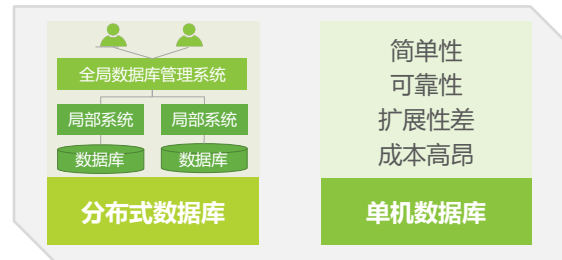 全局数据库管理系统
局部系统
局部系统
数据库
数据库
分布式数据库
简单性
可靠性
扩展性差
成本高昂
单机数据库